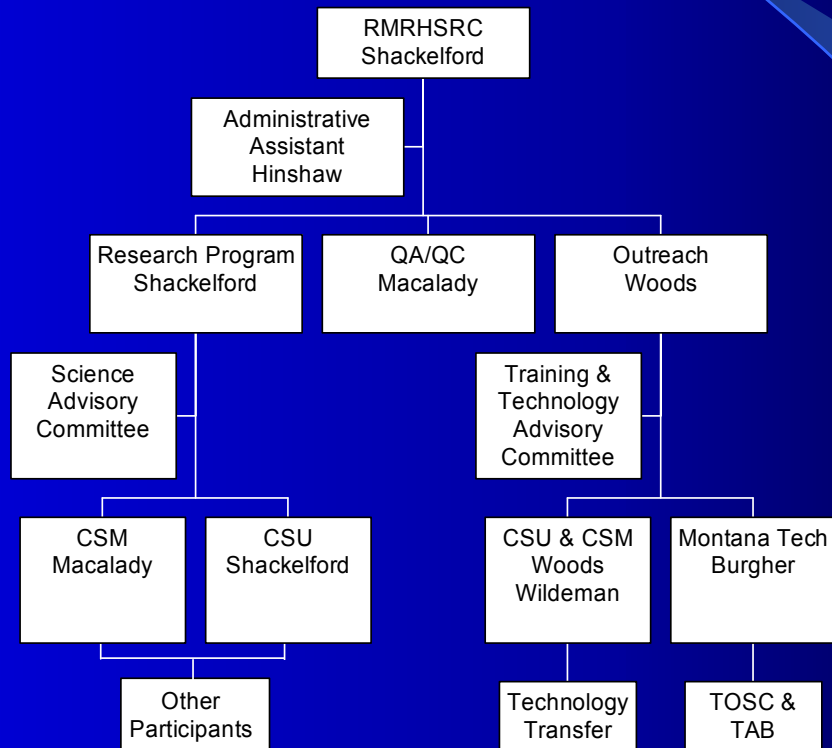 RMRHSRC
Shackelford
Administrative
Assistant
Hinshaw
Research Program
Shackelford
QA/QC
Macalady
Outreach
Woods
Science
Advisory
Committee
Training &
Technology
Advisory
Committee
CSM
Macalady
CSU
Shackelford
CSU & CSM
Woods
Wildeman
Montana Tech
Burgher
Other
Participants
Technology
Transfer
TOSC &
TAB